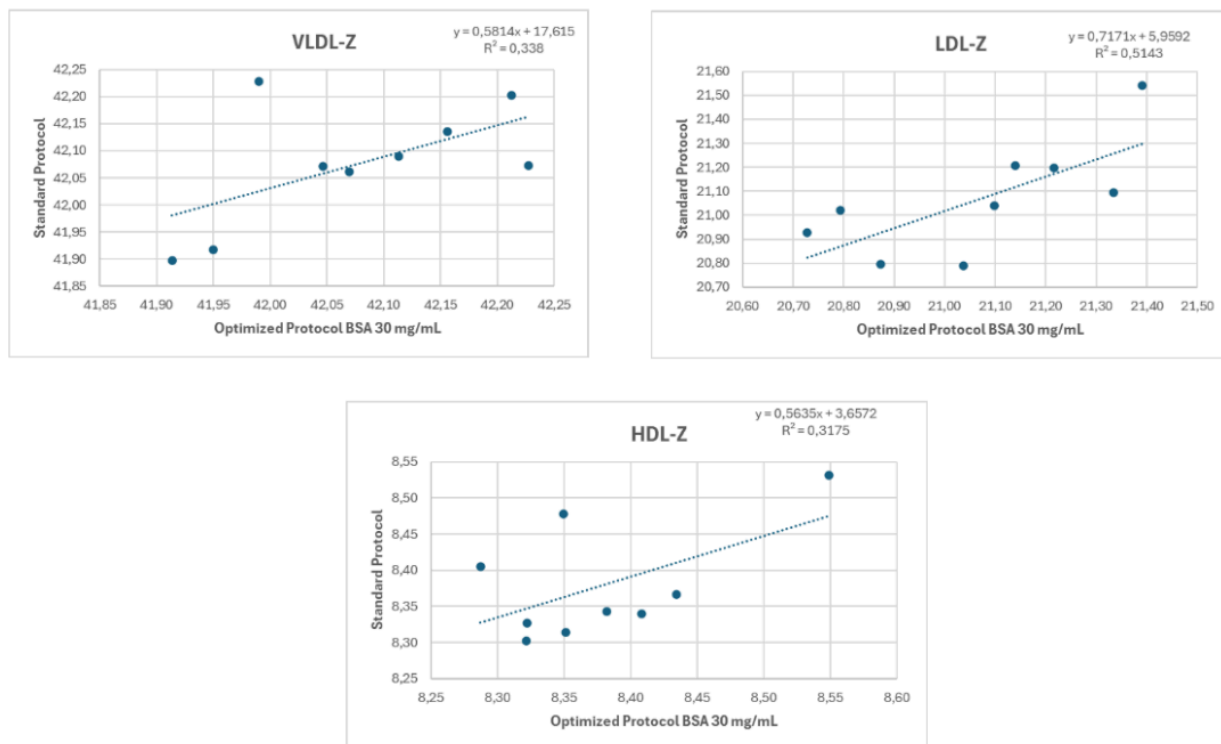 VLDL-Z
y = 0,5814x + 17,615
R² = 0,338
42,25
42,20
42,15
42,10
42,05
42,00
41,95
41,90
41,85
Standard Protocol
41,85 41,90 41,95 42,00 42,05 42,10 42,15 42,20 42,25
Optimized Protocol BSA 30 mg/mL
LDL-Z
y = 0,7171x + 5,9592
R² = 0,5143
21,60
21,50
21,40
21,30
21,20
21,10
21,00
20,90
20,80
20,70
Standard Protocol
20,60 20,70 20,80 20,90 21,00 21,10 21,20 21,30 21,40 21,50
Optimized Protocol BSA 30 mg/mL
HDL-Z
y = 0,5635x + 3,6572
R² = 0,3175
8,55
8,50
8,45
8,40
8,35
8,30
8,25
Standard Protocol
8,25 8,30 8,35 8,40 8,45 8,50 8,55 8,60
Optimized Protocol BSA 30 mg/mL